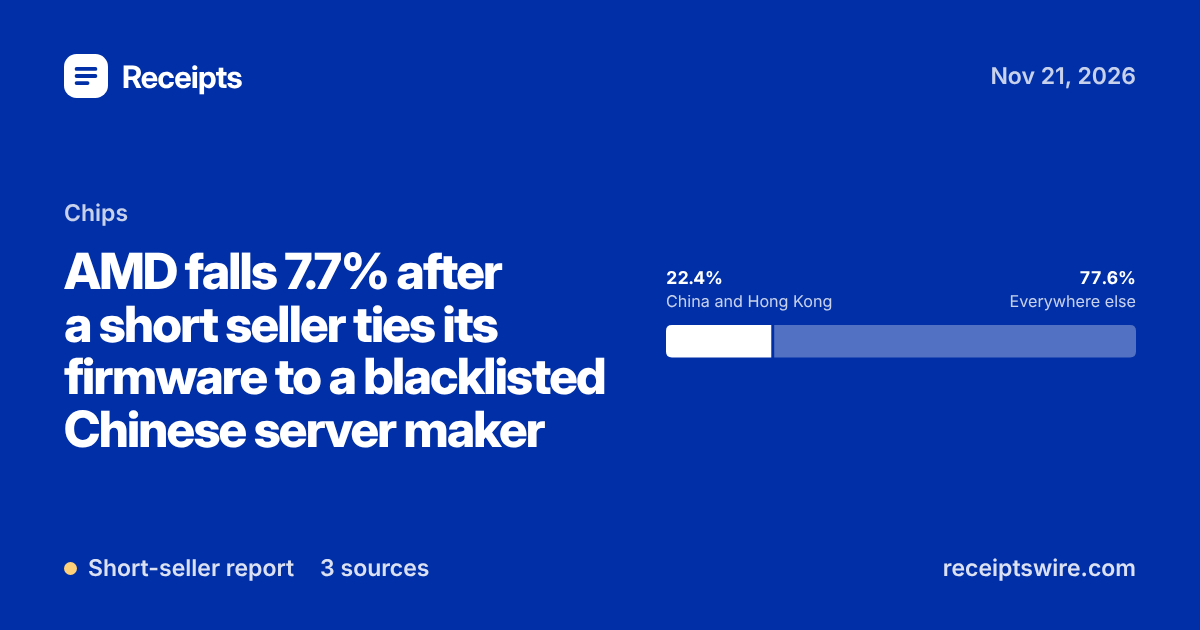 Receipts
Nov 21, 2026
Chips
AMD falls 7.7% after
a short seller ties its
firmware to a blacklisted
Chinese server maker
22.4%
77.6%
China and Hong Kong
Everywhere else
Short-seller report
3 sources
receiptswire.com